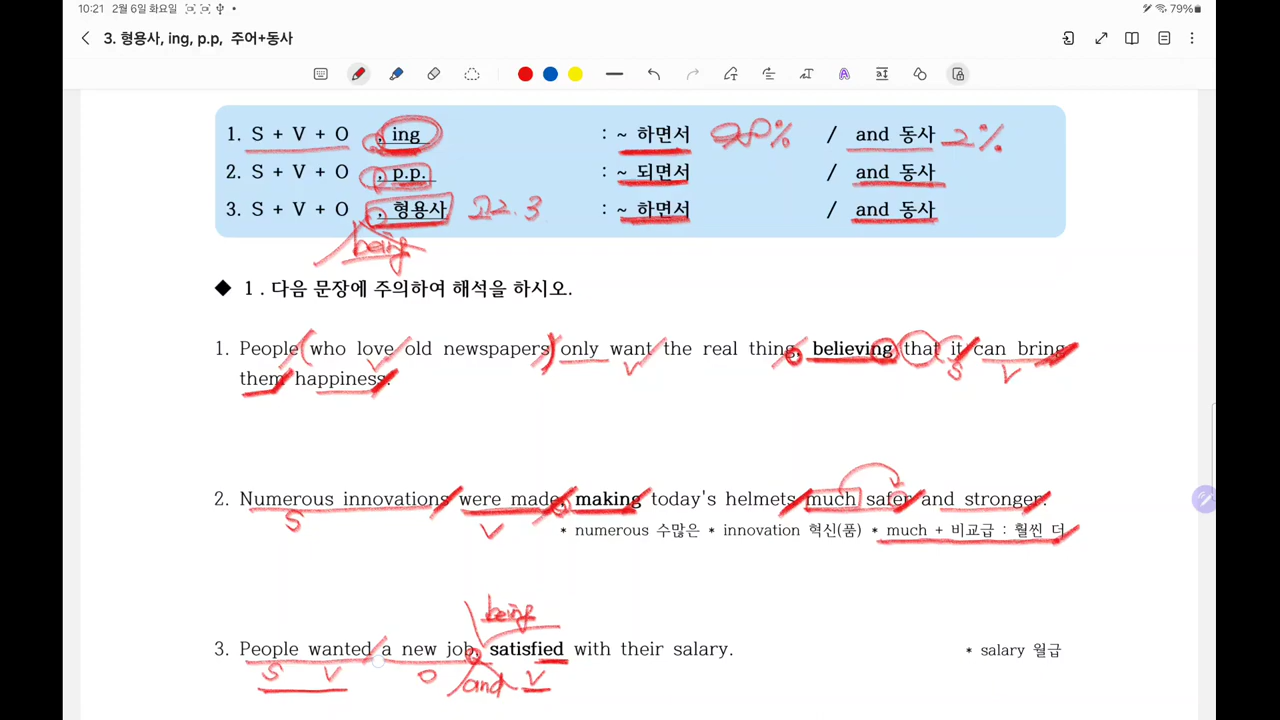 10:21 2월 6일 화요일
79%
3. 형용사, ing, p.p, 주어+동사
1. S + V + O , ing : ~ 하면서 98% / and 동사 2%
2. S + V + O , p.p. : ~ 되면서 / and 동사
3. S + V + O , 형용사 고2.3 : ~ 하면서 / and 동사
being
◆ 1 . 다음 문장에 주의하여 해석을 하시오.
1. People (who love old newspapers) only want the real thing, believing that it can bring
V V S V
them happiness.
2. Numerous innovations were made, making today's helmets much safer and stronger.
S V
* numerous 수많은 * innovation 혁신(품) * much + 비교급 : 훨씬 더
being
3. People wanted a new job, satisfied with their salary. * salary 월급
S V O and V